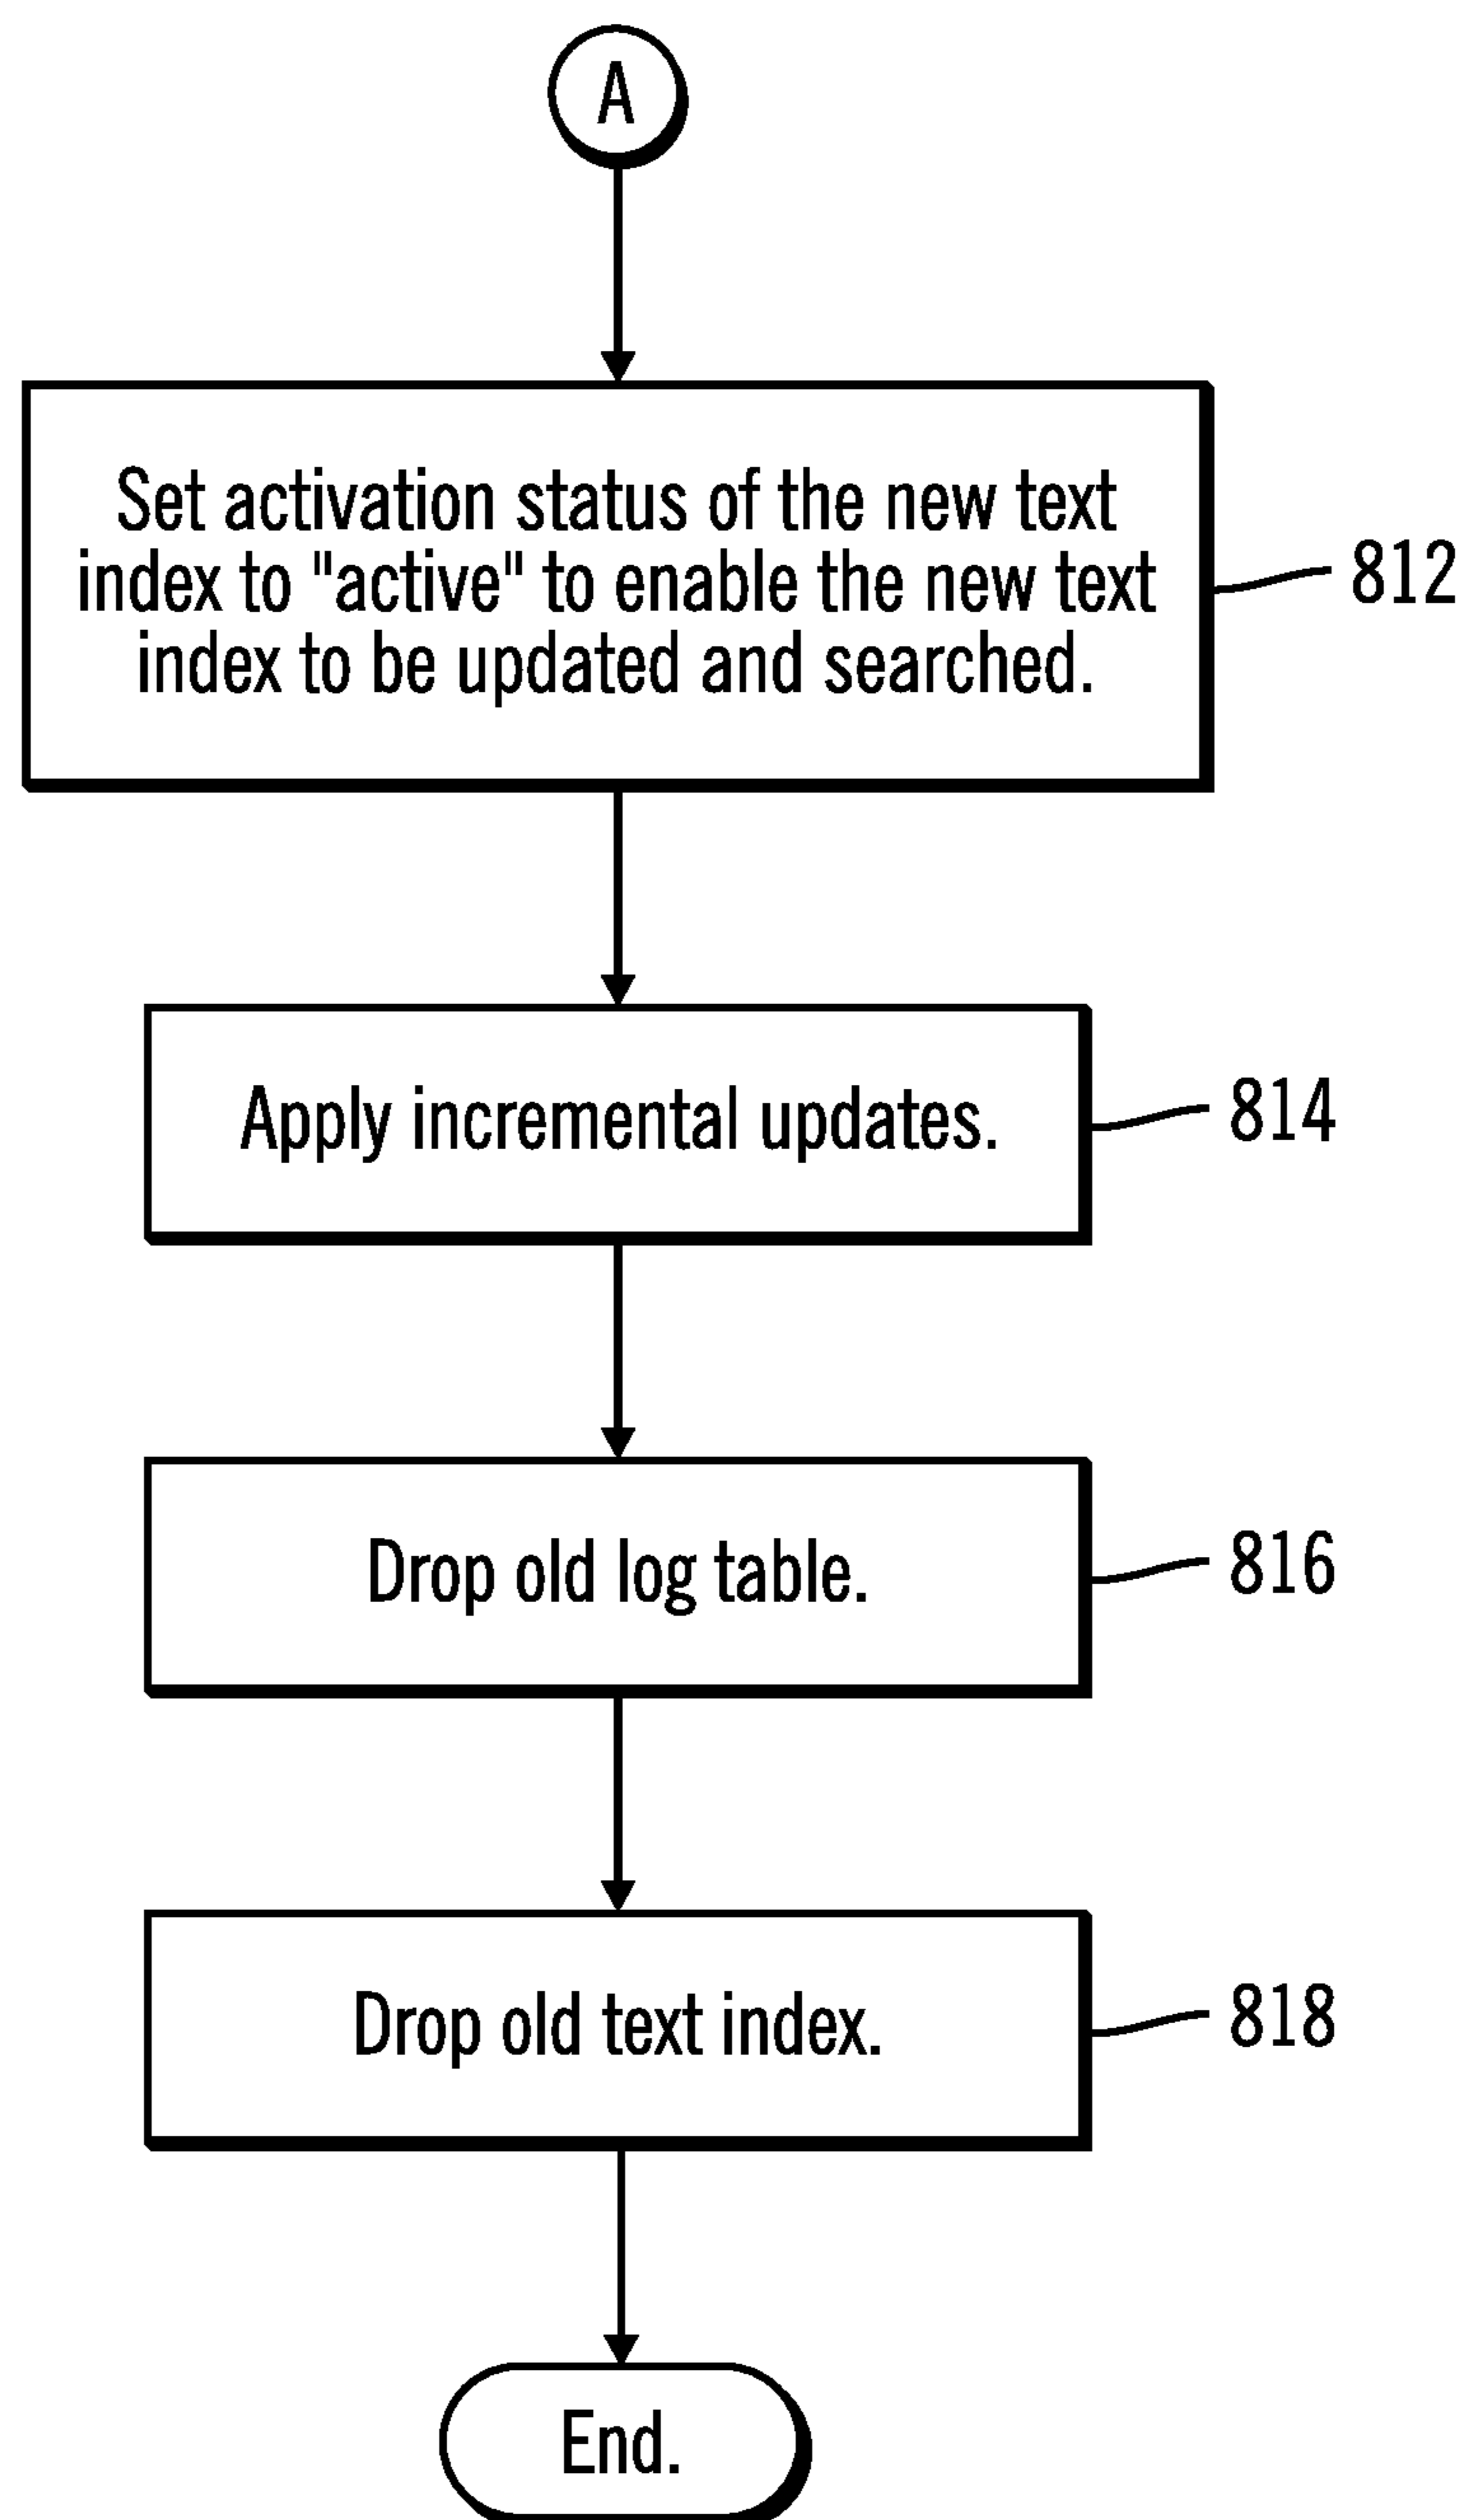 A
Set activation status of the new text
index to "active" to enable the new text
index to be updated and searched.
812
Apply incremental updates.
814
Drop old log table.
816
Drop old text index.
818
End.